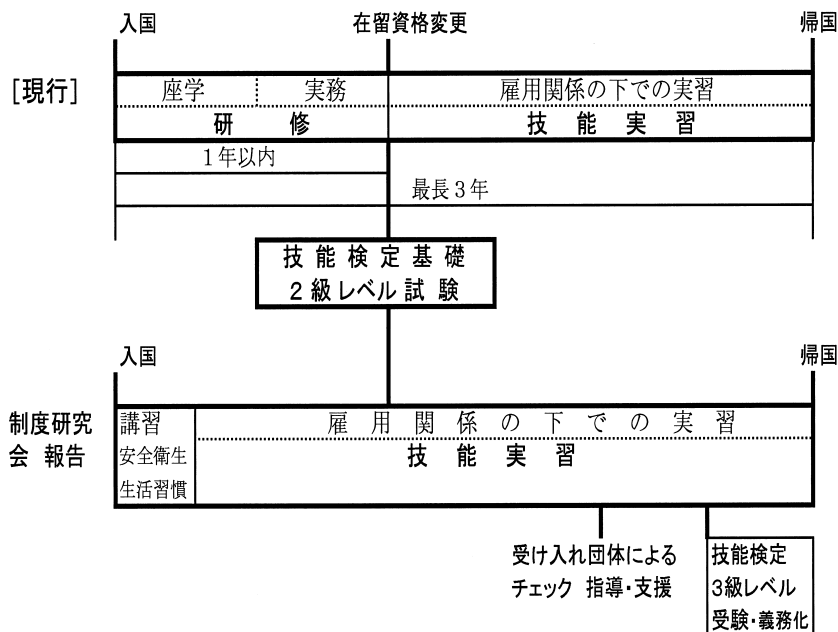 入国 在留資格変更 帰国
[現行]
座学 実務 雇用関係の下での実習
研修 技能実習
1年以内
最長3年
技能検定基礎
2級レベル試験
入国 帰国
制度研究
会 報告
講習
安全衛生
生活習慣
雇用関係の下での実習
技能実習
受け入れ団体による
チェック 指導・支援
技能検定
3級レベル
受験・義務化